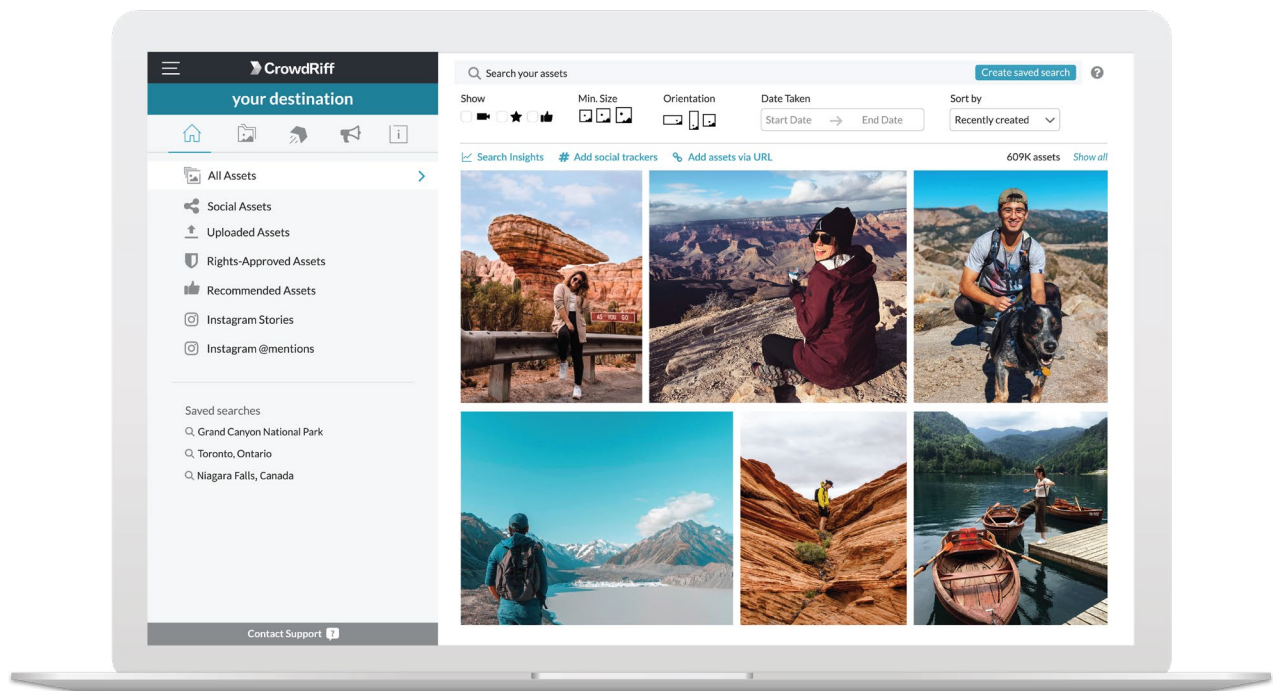 CrowdRiff
your destination
All Assets
Social Assets
Uploaded Assets
Rights-Approved Assets
Recommended Assets
Instagram Stories
Instagram @mentions
Saved searches
Grand Canyon National Park
Toronto, Ontario
Niagara Falls, Canada
Contact Support ?
Search your assets
Create saved search ?
Show
Min. Size
Orientation
Date Taken
Sort by
Start Date → End Date
Recently created
Search Insights
# Add social trackers
Add assets via URL
609K assets
Show all
AS YOU GO